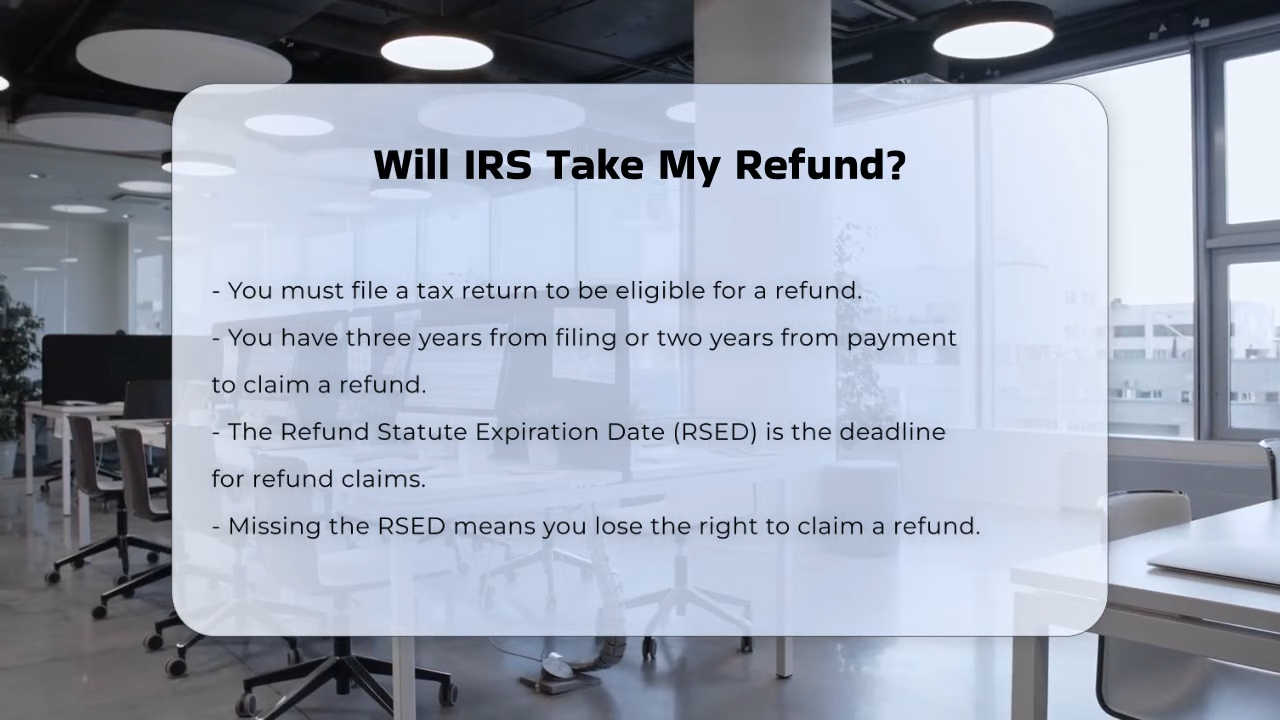 Will IRS Take My Refund?
- You must file a tax return to be eligible for a refund.
- You have three years from filing or two years from payment
to claim a refund.
- The Refund Statute Expiration Date (RSED) is the deadline
for refund claims.
- Missing the RSED means you lose the right to claim a refund.